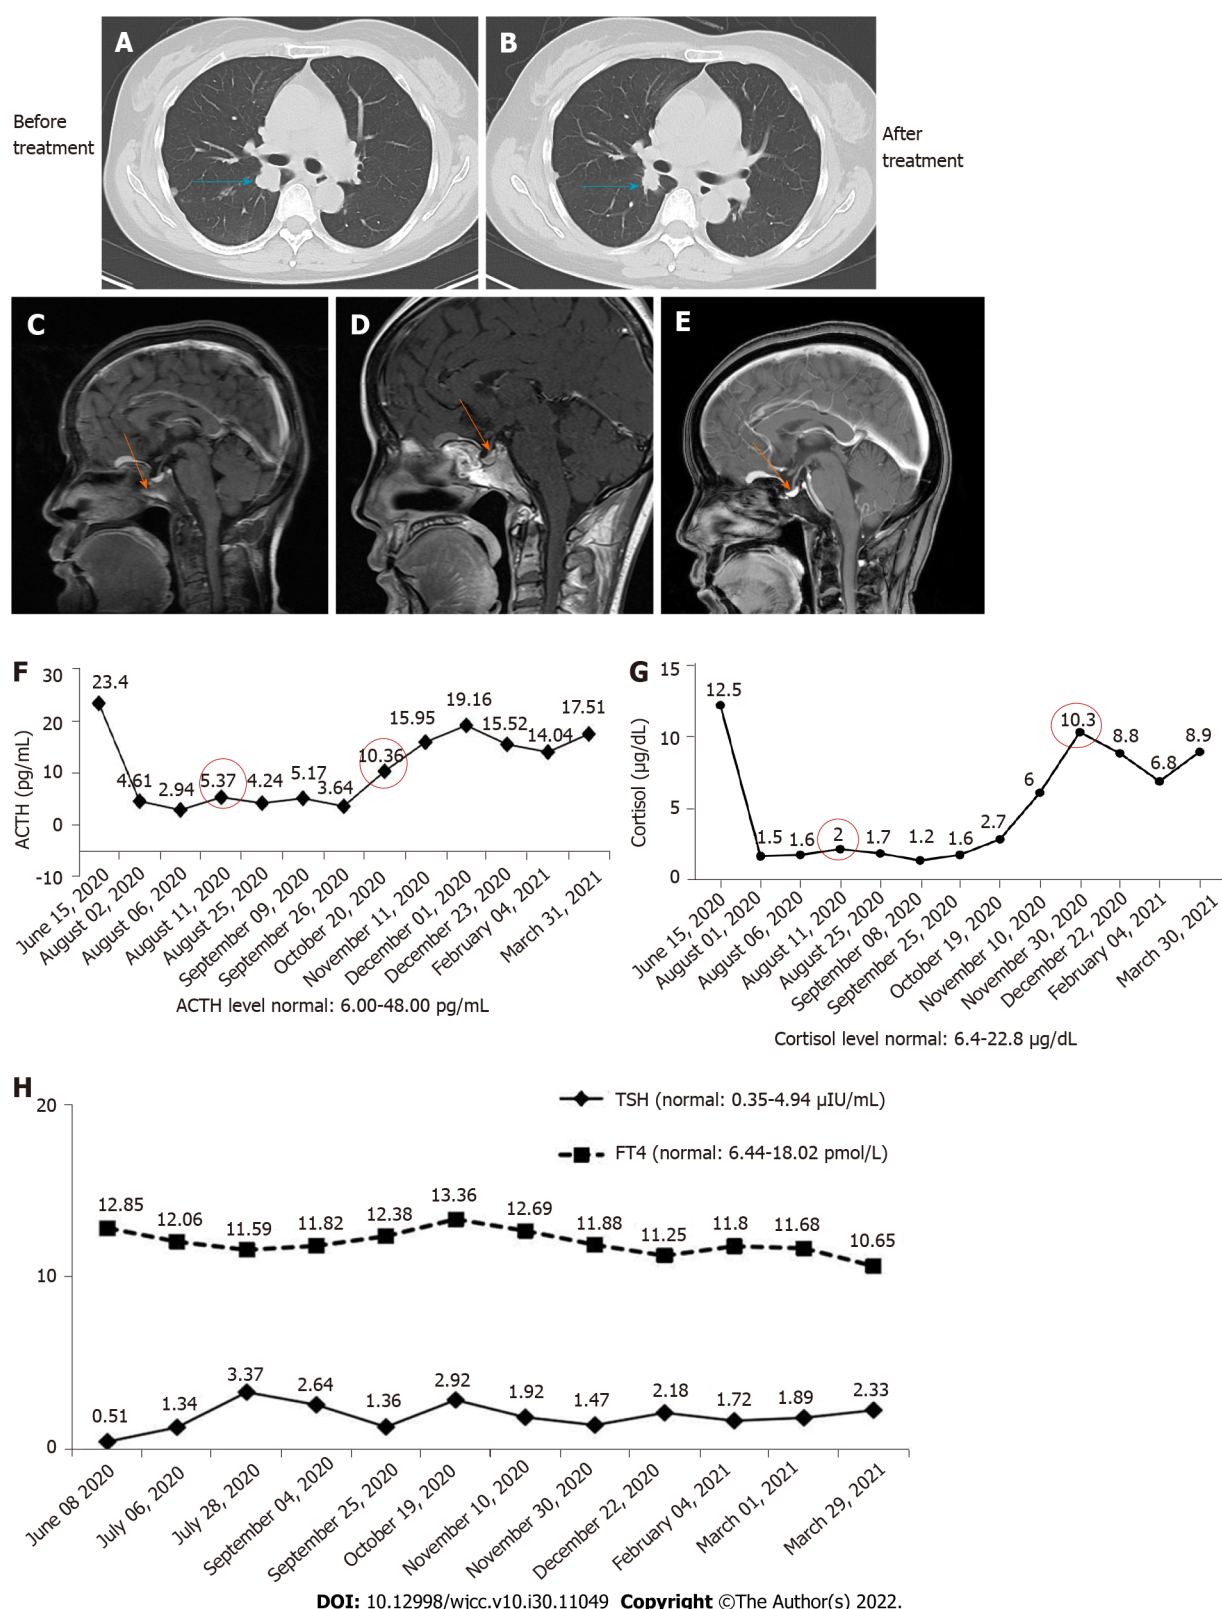 A
B
Before
treatment
After
treatment
C
D
E
F
30
20
10
0
-10
ACTH (pg/mL)
23.4
4.61
2.94
5.37
4.24
5.17
3.64
10.36
15.95
19.16
15.52
14.04
17.51
June 15, 2020
August 02, 2020
August 06, 2020
August 11, 2020
August 25, 2020
September 09, 2020
September 26, 2020
October 20, 2020
November 11, 2020
December 01, 2020
December 23, 2020
February 04, 2021
March 31, 2021
ACTH level normal: 6.00-48.00 pg/mL
G
15
10
5
0
Cortisol (µg/dL)
12.5
1.5
1.6
2
1.7
1.2
1.6
2.7
6
10.3
8.8
6.8
8.9
June 15, 2020
August 01, 2020
August 06, 2020
August 11, 2020
August 25, 2020
September 08, 2020
September 25, 2020
October 19, 2020
November 10, 2020
November 30, 2020
December 22, 2020
February 04, 2021
March 30, 2021
Cortisol level normal: 6.4-22.8 µg/dL
H
20
10
0
TSH (normal: 0.35-4.94 µIU/mL)
FT4 (normal: 6.44-18.02 pmol/L)
12.85
12.06
11.59
11.82
12.38
13.36
12.69
11.88
11.25
11.8
11.68
10.65
0.51
1.34
3.37
2.64
1.36
2.92
1.92
1.47
2.18
1.72
1.89
2.33
June 08 2020
July 06, 2020
July 28, 2020
September 04, 2020
September 25, 2020
October 19, 2020
November 10, 2020
November 30, 2020
December 22, 2020
February 04, 2021
March 01, 2021
March 29, 2021
DOI: 10.12998/wjcc.v10.i30.11049 Copyright ©The Author(s) 2022.